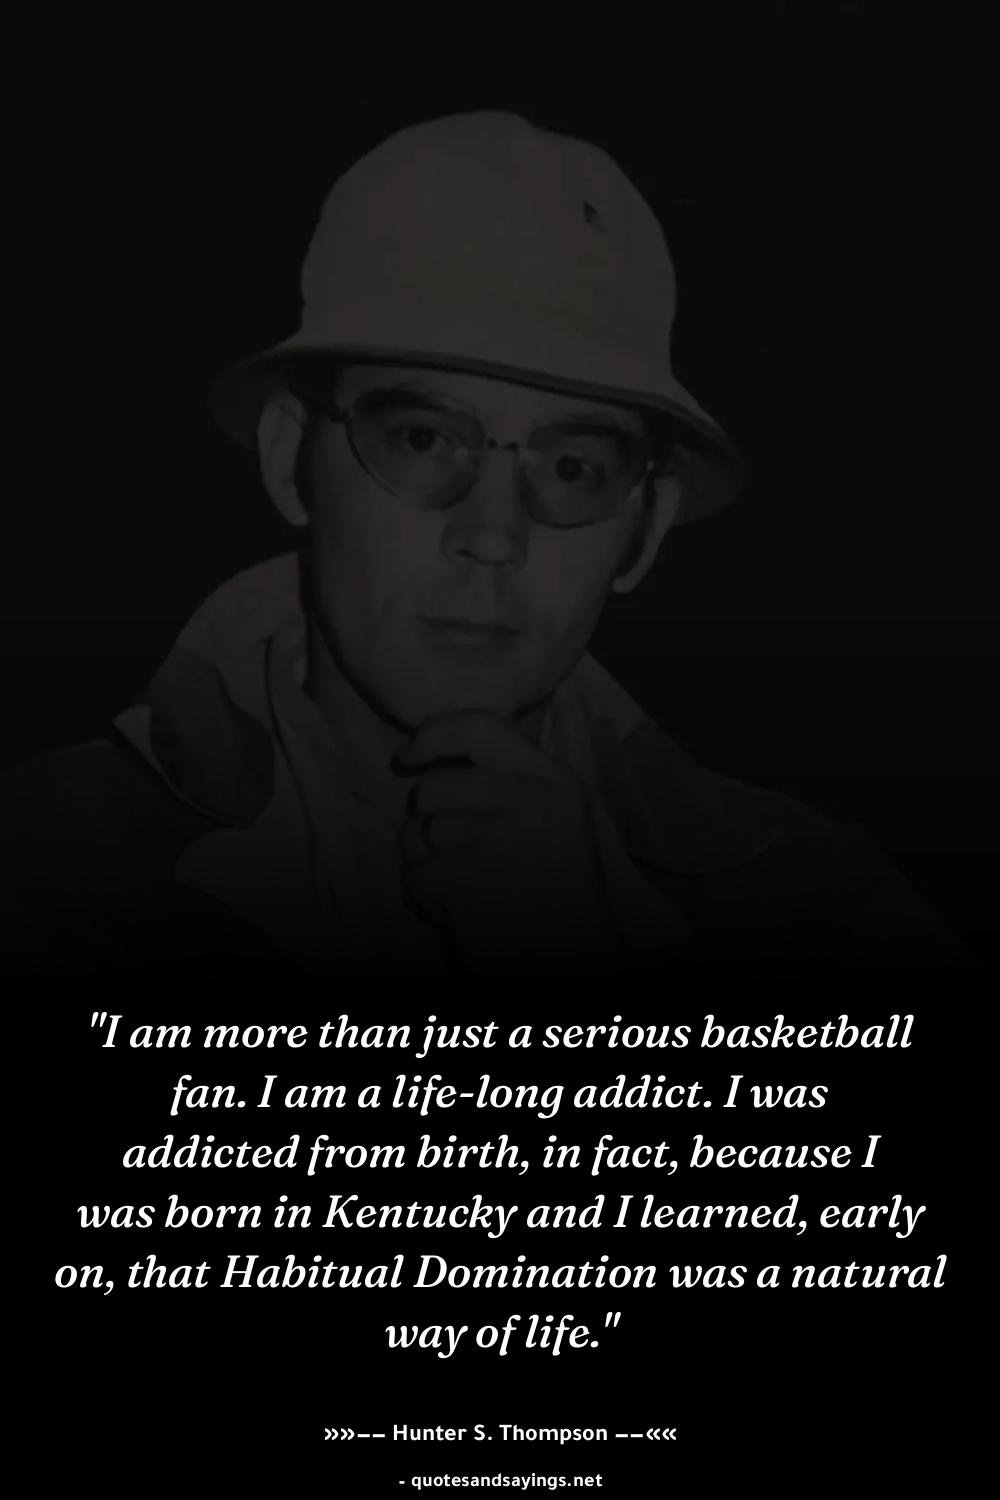 "I am more than just a serious basketball
fan. I am a life-long addict. I was
addicted from birth, in fact, because I
was born in Kentucky and I learned, early
on, that Habitual Domination was a natural
way of life."
»»−− Hunter S. Thompson −−««
- quotesandsayings.net